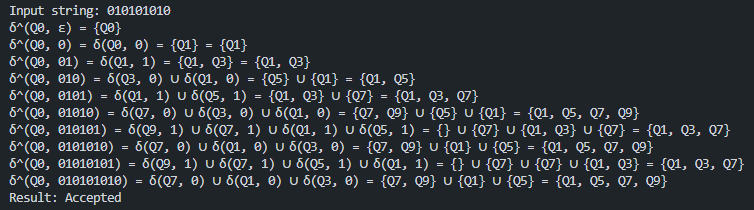 Input string: 010101010
δ^(Q0, ε) = {Q0}
δ^(Q0, 0) = δ(Q0, 0) = {Q1} = {Q1}
δ^(Q0, 01) = δ(Q1, 1) = {Q1, Q3} = {Q1, Q3}
δ^(Q0, 010) = δ(Q3, 0) ∪ δ(Q1, 0) = {Q5} ∪ {Q1} = {Q1, Q5}
δ^(Q0, 0101) = δ(Q1, 1) ∪ δ(Q5, 1) = {Q1, Q3} ∪ {Q7} = {Q1, Q3, Q7}
δ^(Q0, 01010) = δ(Q7, 0) ∪ δ(Q3, 0) ∪ δ(Q1, 0) = {Q7, Q9} ∪ {Q5} ∪ {Q1} = {Q1, Q5, Q7, Q9}
δ^(Q0, 010101) = δ(Q9, 1) ∪ δ(Q7, 1) ∪ δ(Q1, 1) ∪ δ(Q5, 1) = {} ∪ {Q7} ∪ {Q1, Q3} ∪ {Q7} = {Q1, Q3, Q7}
δ^(Q0, 0101010) = δ(Q7, 0) ∪ δ(Q1, 0) ∪ δ(Q3, 0) = {Q7, Q9} ∪ {Q1} ∪ {Q5} = {Q1, Q5, Q7, Q9}
δ^(Q0, 01010101) = δ(Q9, 1) ∪ δ(Q7, 1) ∪ δ(Q5, 1) ∪ δ(Q1, 1) = {} ∪ {Q7} ∪ {Q7} ∪ {Q1, Q3} = {Q1, Q3, Q7}
δ^(Q0, 010101010) = δ(Q7, 0) ∪ δ(Q1, 0) ∪ δ(Q3, 0) = {Q7, Q9} ∪ {Q1} ∪ {Q5} = {Q1, Q5, Q7, Q9}
Result: Accepted